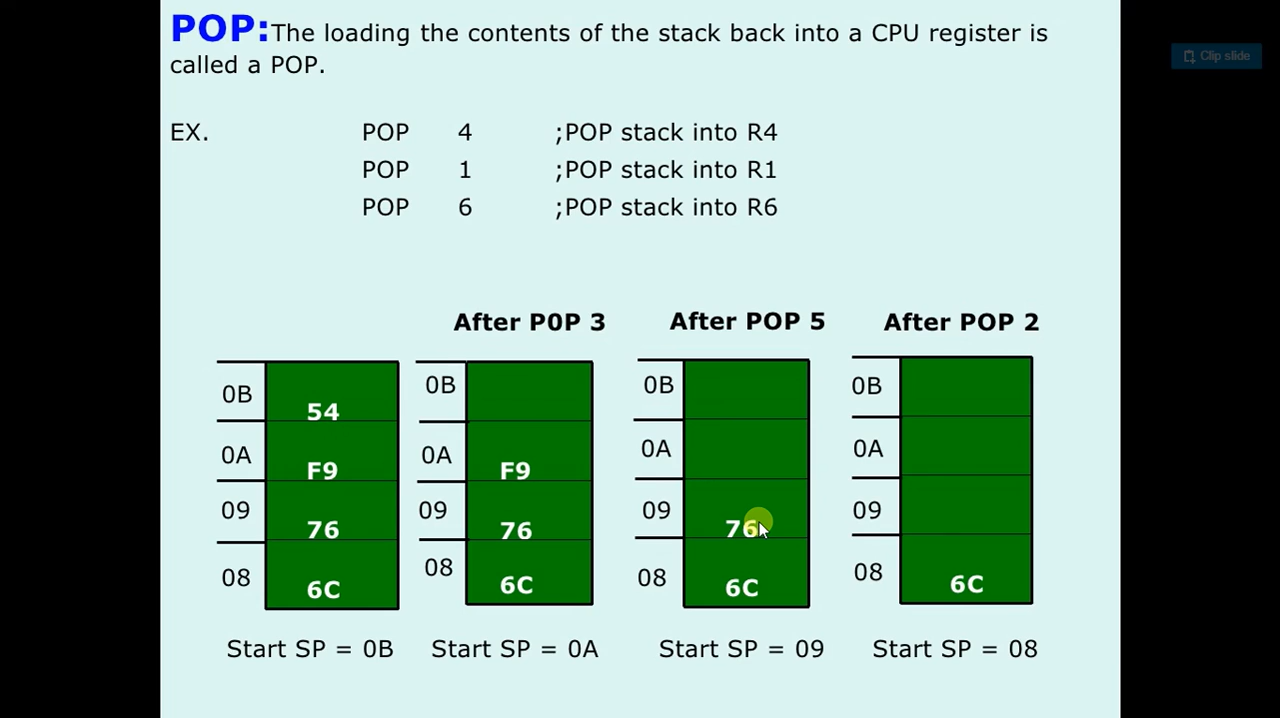 POP:The loading the contents of the stack back into a CPU register is
called a POP.
Clip slide
EX. POP 4 ;POP stack into R4
POP 1 ;POP stack into R1
POP 6 ;POP stack into R6
After P0P 3 After POP 5 After POP 2
0B 54 0B 0B 0B
0A F9 0A F9 0A 0A
09 76 09 76 09 76 09
08 6C 08 6C 08 6C 08 6C
Start SP = 0B Start SP = 0A Start SP = 09 Start SP = 08